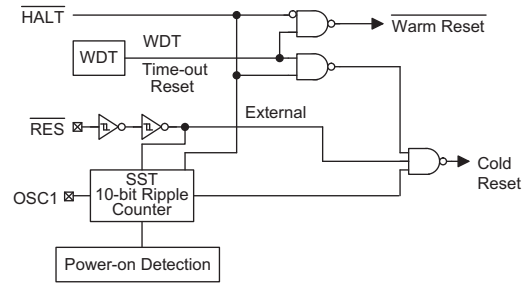 HALT
WDT
WDT
Time-out
Reset
Warm Reset
RES
External
Cold
Reset
OSC1
SST
10-bit Ripple
Counter
Power-on Detection